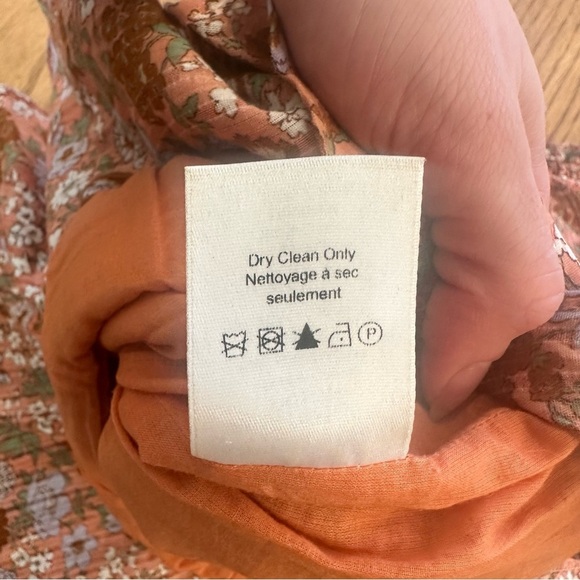 Dry Clean Only
Nettoyage à sec
seulement
P